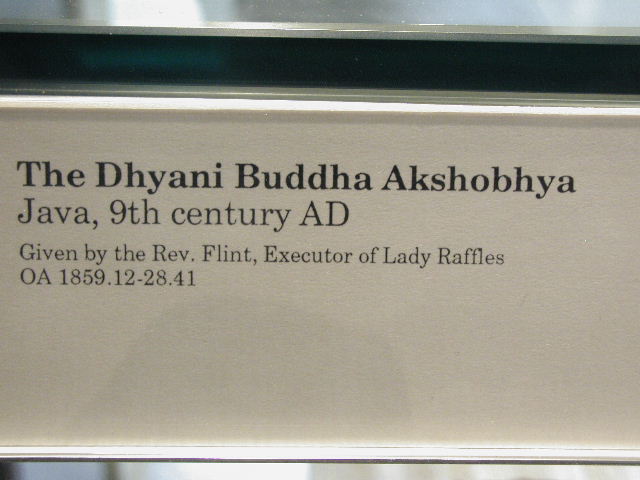 The Dhyani Buddha Akshobhya
Java, 9th century AD
Given by the Rev. Flint, Executor of Lady Raffles
OA 1859.12-28.41